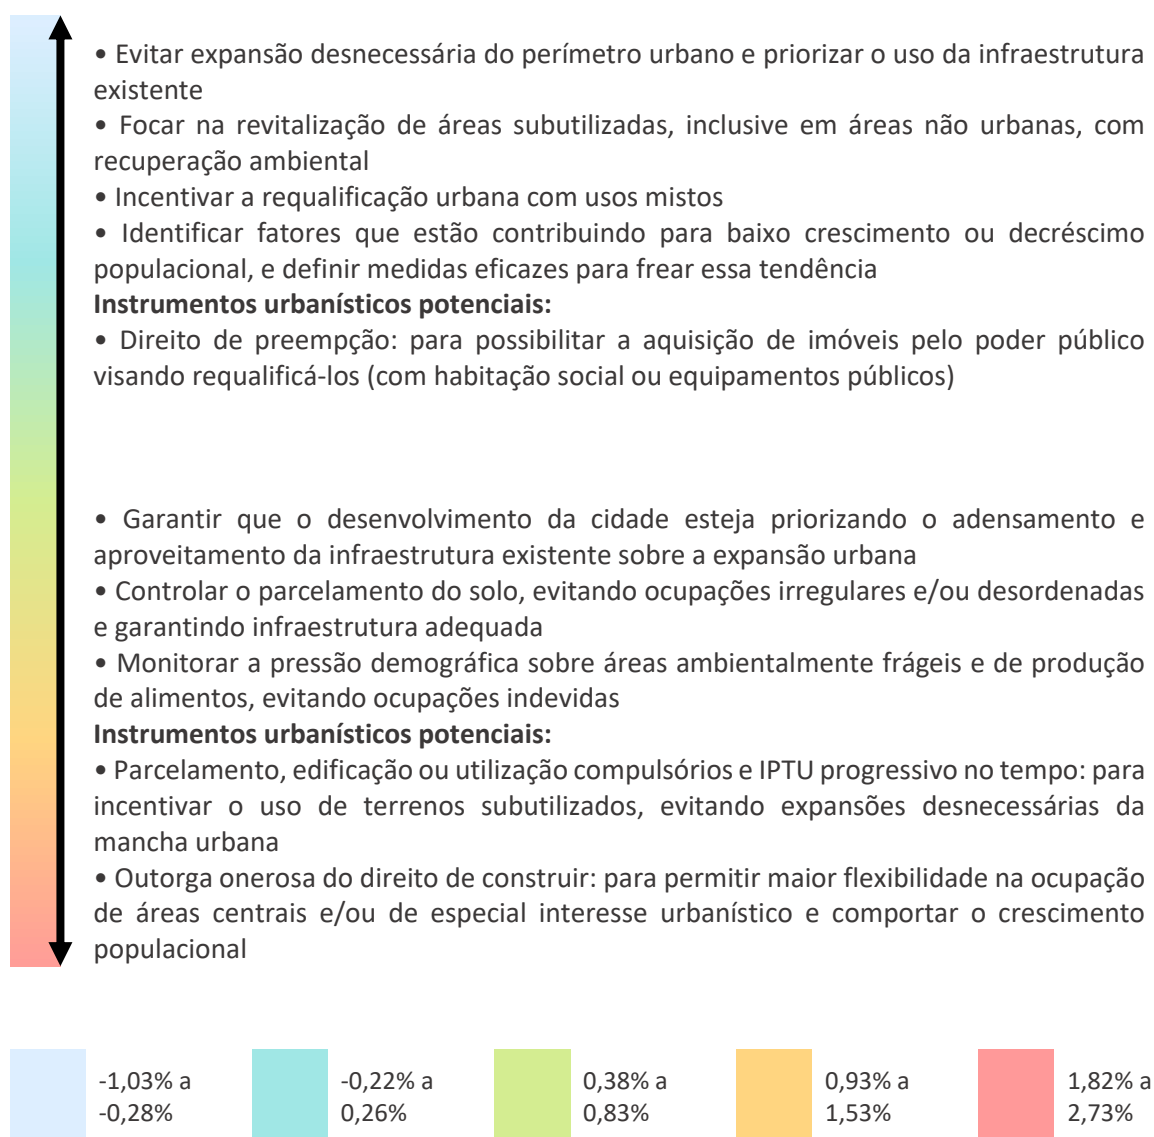 • Evitar expansão desnecessária do perímetro urbano e priorizar o uso da infraestrutura
existente
• Focar na revitalização de áreas subutilizadas, inclusive em áreas não urbanas, com
recuperação ambiental
• Incentivar a requalificação urbana com usos mistos
• Identificar fatores que estão contribuindo para baixo crescimento ou decréscimo
populacional, e definir medidas eficazes para frear essa tendência
Instrumentos urbanísticos potenciais:
• Direito de preempção: para possibilitar a aquisição de imóveis pelo poder público
visando requalificá-los (com habitação social ou equipamentos públicos)
• Garantir que o desenvolvimento da cidade esteja priorizando o adensamento e
aproveitamento da infraestrutura existente sobre a expansão urbana
• Controlar o parcelamento do solo, evitando ocupações irregulares e/ou desordenadas
e garantindo infraestrutura adequada
• Monitorar a pressão demográfica sobre áreas ambientalmente frágeis e de produção
de alimentos, evitando ocupações indevidas
Instrumentos urbanísticos potenciais:
• Parcelamento, edificação ou utilização compulsórios e IPTU progressivo no tempo: para
incentivar o uso de terrenos subutilizados, evitando expansões desnecessárias da
mancha urbana
• Outorga onerosa do direito de construir: para permitir maior flexibilidade na ocupação
de áreas centrais e/ou de especial interesse urbanístico e comportar o crescimento
populacional
-1,03% a
-0,28%
-0,22% a
0,26%
0,38% a
0,83%
0,93% a
1,53%
1,82% a
2,73%